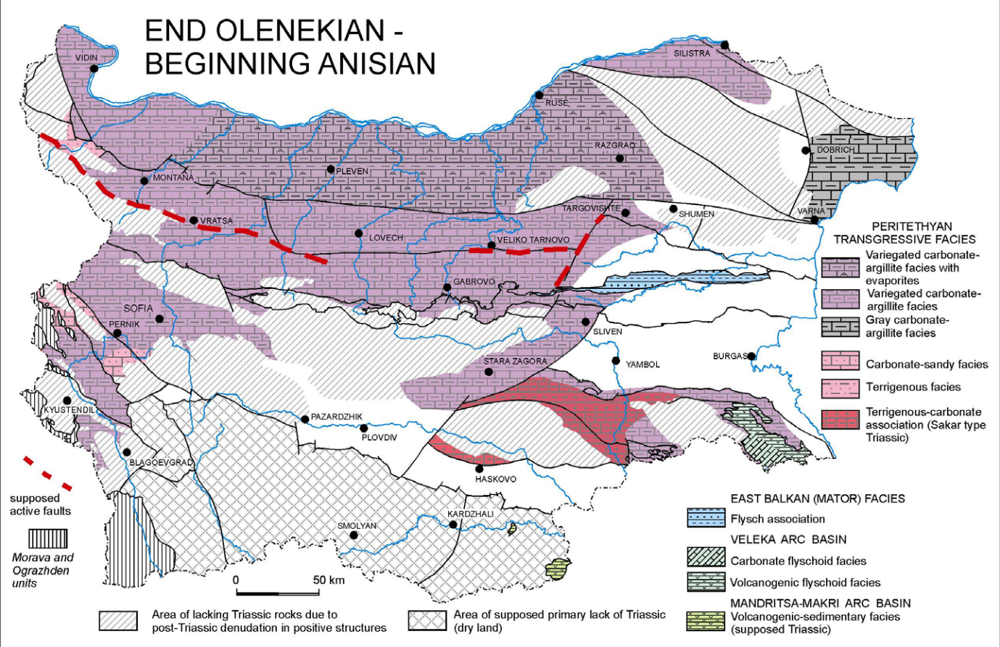 END OLENEKIAN -
BEGINNING ANISIAN
VIDIN
SILISTRA
RUSE
RAZGRAD
DOBRICH
PLEVEN
MONTANA
TARGOVISHTE
SHUMEN
VARNA
VRATSA
LOVECH
VELIKO TARNOVO
GABROVO
SOFIA
PERNIK
SLIVEN
STARA ZAGORA
YAMBOL
BURGAS
KYUSTENDIL
PAZARDZHIK
PLOVDIV
BLAGOEVGRAD
HASKOVO
KARDZHALI
SMOLYAN
PERITETHYAN
TRANSGRESSIVE FACIES
Variegated carbonate-
argillite facies with
evaporites
Variegated carbonate-
argillite facies
Gray carbonate-
argillite facies
Carbonate-sandy facies
Terrigenous facies
Terrigenous-carbonate
association (Sakar type
Triassic)
EAST BALKAN (MATOR) FACIES
Flysch association
VELEKA ARC BASIN
Carbonate flyschoid facies
Volcanogenic flyschoid facies
MANDRITSA-MAKRI ARC BASIN
Volcanogenic-sedimentary facies
(supposed Triassic)
supposed
active faults
Morava and
Ograzhden
units
0 50 km
Area of lacking Triassic rocks due to
post-Triassic denudation in positive structures
Area of supposed primary lack of Triassic
(dry land)